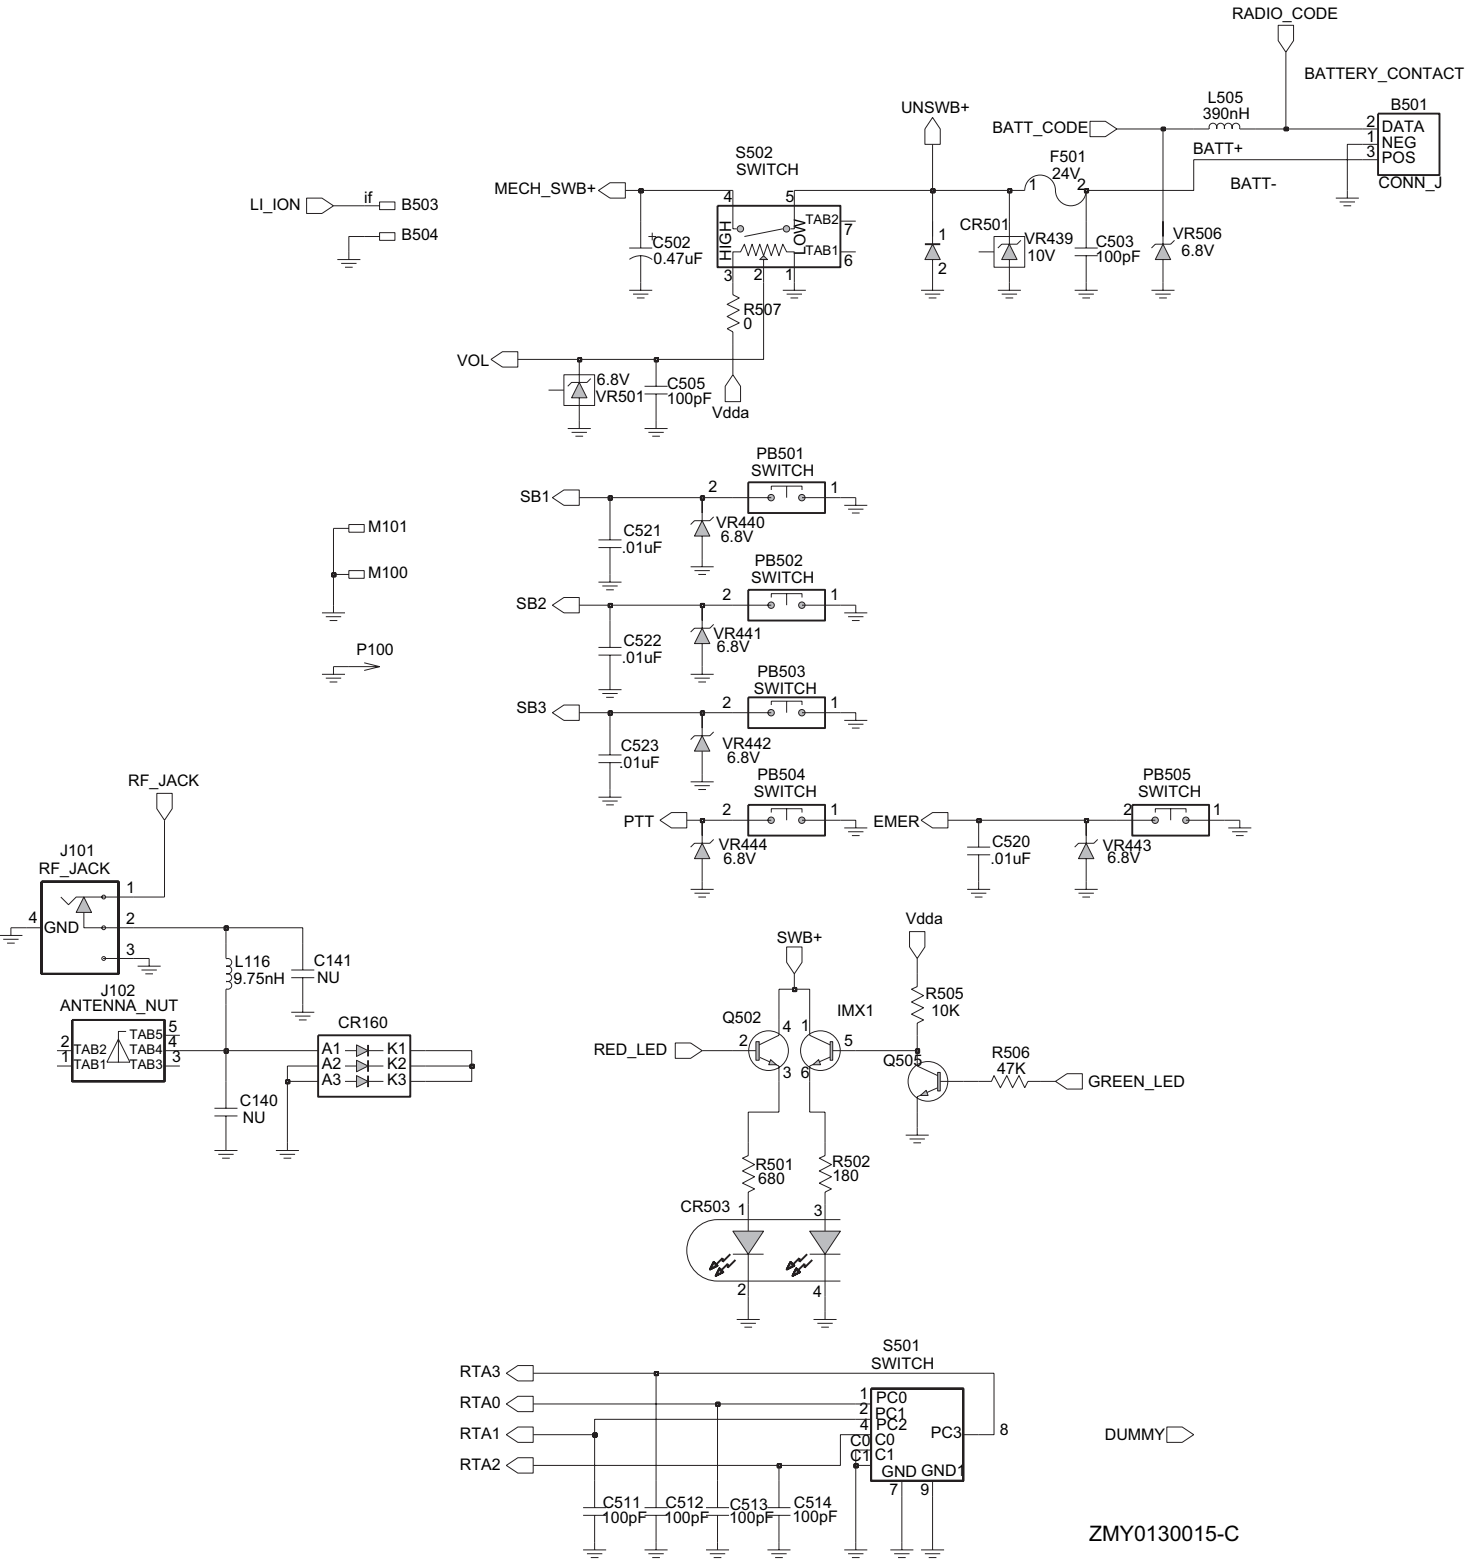 RADIO_CODE
BATTERY_CONTACT
L505
390nH
B501
UNSWB+
BATT_CODE
2
DATA
1
NEG
3
POS
CONN_J
BATT+
BATT-
F501
24V
1
2
S502
SWITCH
MECH_SWB+
4
5
HIGH
LOW
TAB2
7
TAB1
6
3
2
1
+
C502
0.47uF
LI_ION
if
B503
B504
1
2
CR501
VR439
10V
C503
100pF
VR506
6.8V
R507
0
VOL
6.8V
VR501
C505
100pF
Vdda
PB501
SWITCH
SB1
2
1
C521
.01uF
VR440
6.8V
M101
M100
PB502
SWITCH
SB2
2
1
C522
.01uF
VR441
6.8V
P100
PB503
SWITCH
SB3
2
1
C523
.01uF
VR442
6.8V
PB504
SWITCH
PTT
2
1
VR444
6.8V
PB505
SWITCH
EMER
2
1
C520
.01uF
VR443
6.8V
RF_JACK
J101
RF_JACK
1
4
GND
2
3
L116
9.75nH
C141
NU
J102
ANTENNA_NUT
TAB5
5
2
TAB2
TAB4
4
1
TAB1
TAB3
3
CR160
A1
K1
A2
K2
A3
K3
C140
NU
Vdda
SWB+
R505
10K
Q502
IMX1
4
1
RED_LED
2
5
3
6
Q505
R506
47K
GREEN_LED
R501
680
R502
180
CR503
1
3
2
4
S501
SWITCH
RTA3
RTA0
1
PC0
2
PC1
RTA1
4
PC2
C0
C0
PC3
8
C1
C1
RTA2
GND
GND1
7
9
DUMMY
C511
100pF
C512
100pF
C513
100pF
C514
100pF
ZMY0130015-C